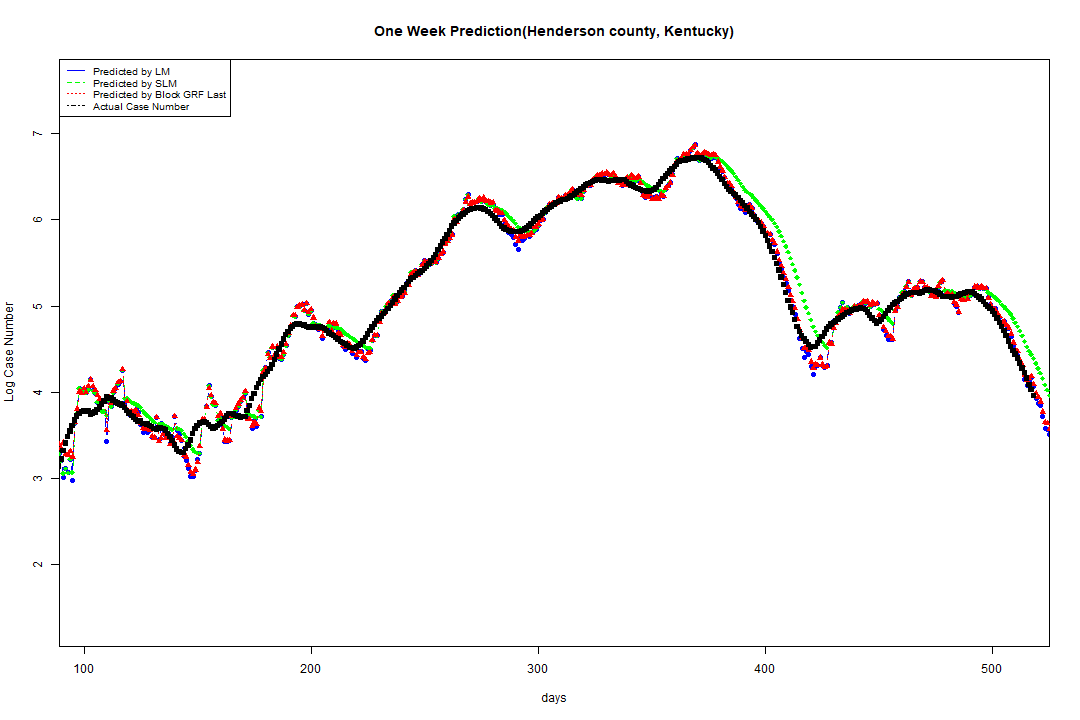 One Week Prediction(Henderson county, Kentucky)
Predicted by LM
Predicted by SLM
Predicted by Block GRF Last
Actual Case Number
7
6
5
4
3
2
Log Case Number
100 200 300 400 500
days